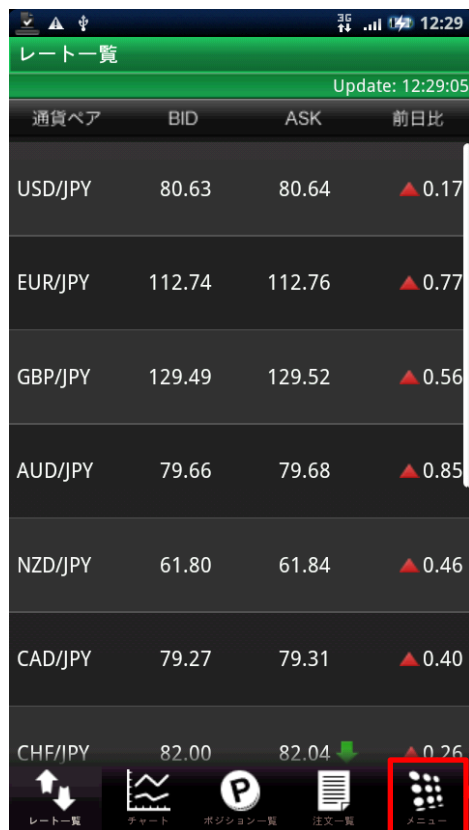 3G 12:29
レート一覧
Update: 12:29:05
通貨ペア BID ASK 前日比
USD/JPY 80.63 80.64 ▲ 0.17
EUR/JPY 112.74 112.76 ▲ 0.77
GBP/JPY 129.49 129.52 ▲ 0.56
AUD/JPY 79.66 79.68 ▲ 0.85
NZD/JPY 61.80 61.84 ▲ 0.46
CAD/JPY 79.27 79.31 ▲ 0.40
CHF/JPY 82.00 82.04 ▲ 0.26
P
レート一覧 チャート ポジション一覧 注文一覧 メニュー